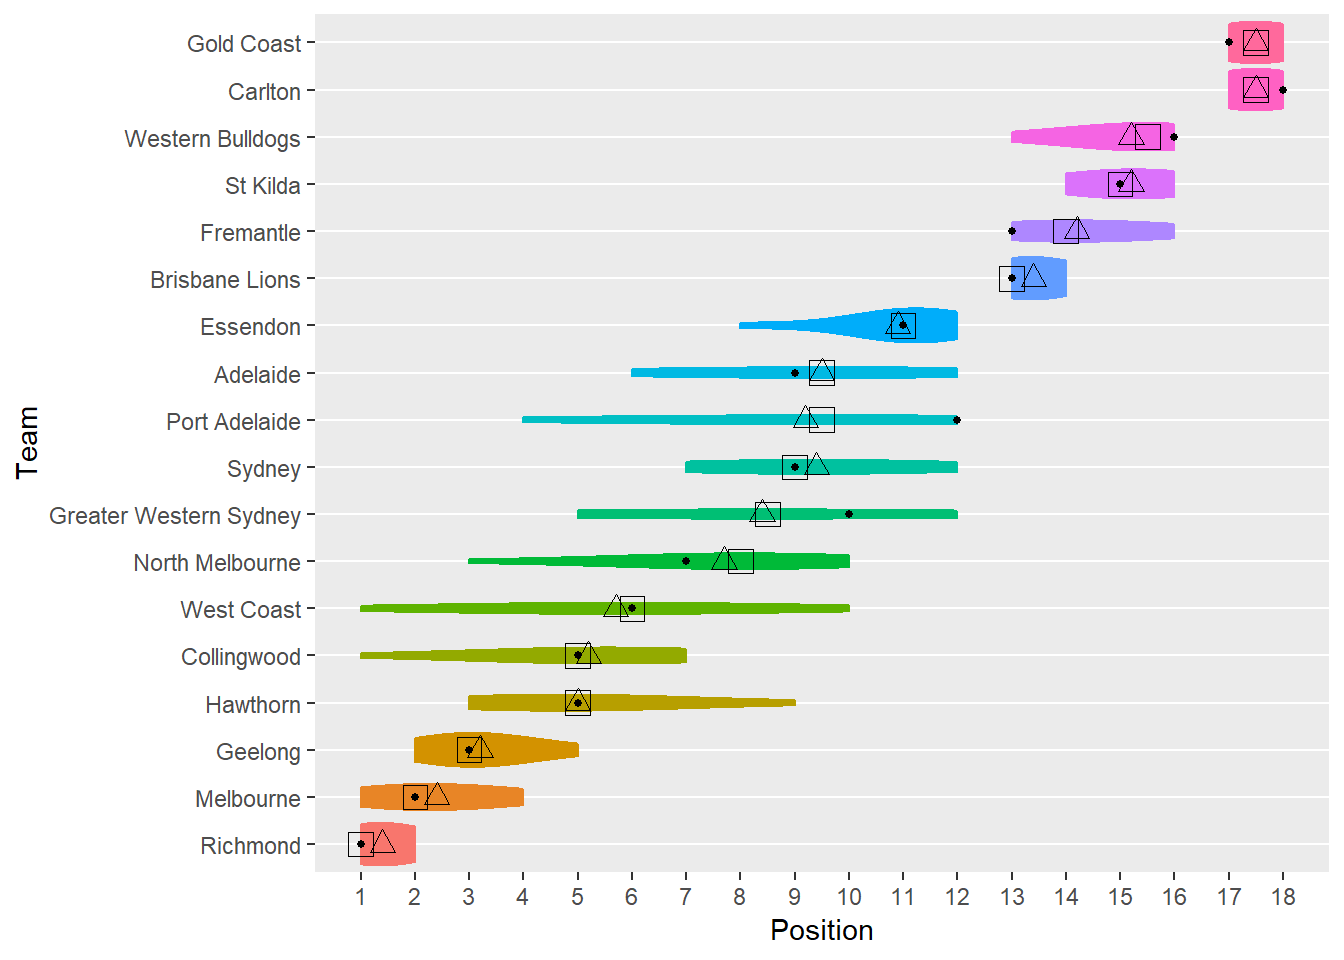 Gold Coast
Carlton
Western Bulldogs
St Kilda
Fremantle
Brisbane Lions
Essendon
Adelaide
Port Adelaide
Sydney
Greater Western Sydney
North Melbourne
West Coast
Collingwood
Hawthorn
Geelong
Melbourne
Richmond
Team
1 2 3 4 5 6 7 8 9 10 11 12 13 14 15 16 17 18
Position